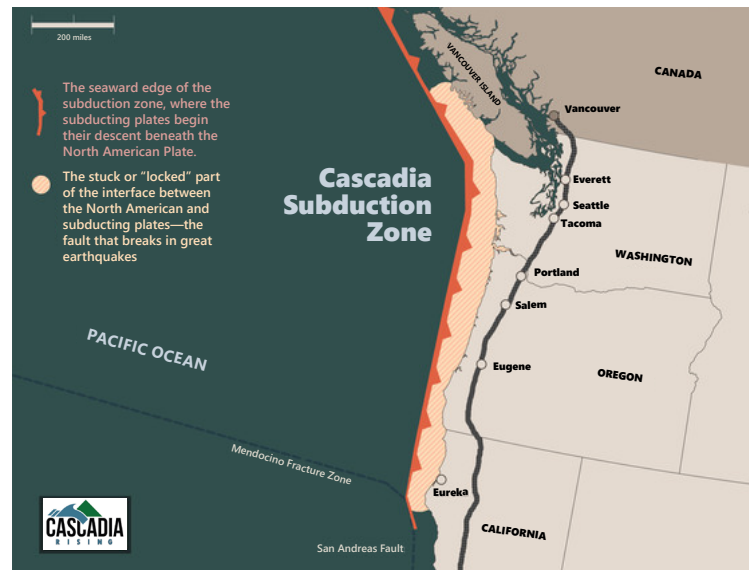 200 miles
The seaward edge of the
subduction zone, where the
subducting plates begin
their descent beneath the
North American Plate.
The stuck or “locked” part
of the interface between
the North American and
subducting plates—the
fault that breaks in great
earthquakes
Cascadia
Subduction
Zone
VANCOUVER ISLAND
CANADA
Vancouver
Everett
Seattle
Tacoma
WASHINGTON
Portland
Salem
PACIFIC OCEAN
Eugene
OREGON
Mendocino Fracture Zone
Eureka
CALIFORNIA
San Andreas Fault
CASCADIA
RISING